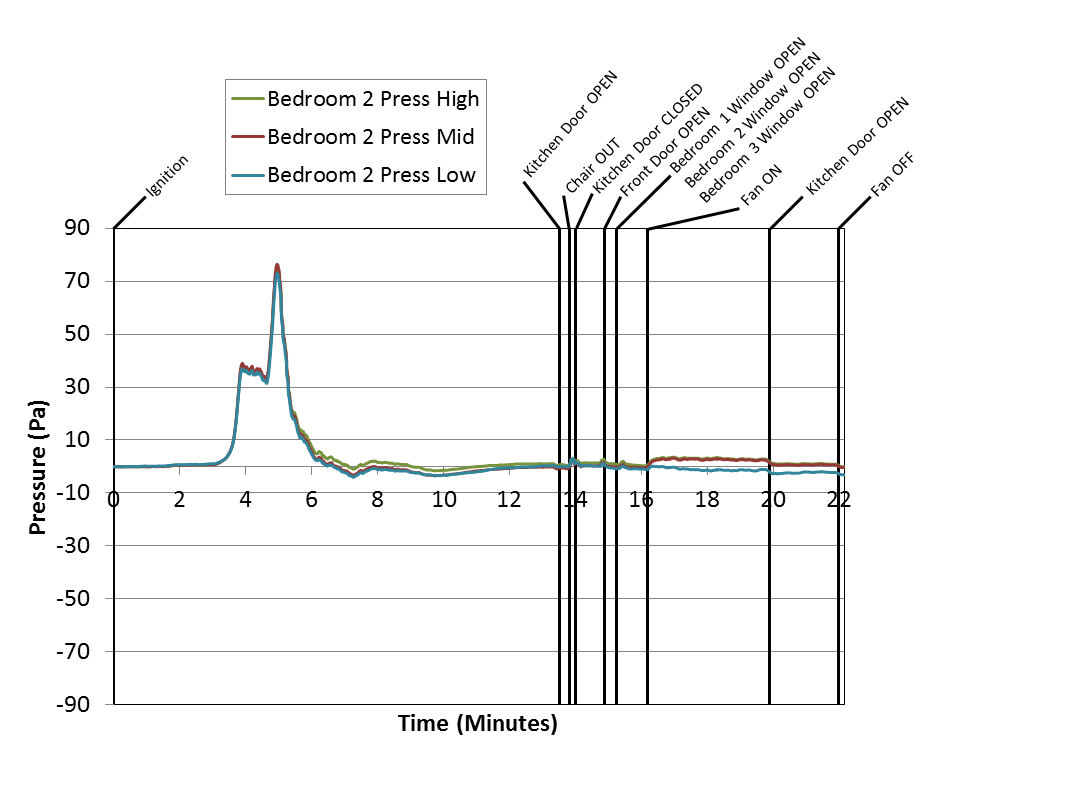 Bedroom 2 Press High
Bedroom 2 Press Mid
Bedroom 2 Press Low
Ignition
Kitchen Door OPEN
Chair OUT
Kitchen Door CLOSED
Front Door OPEN
Bedroom 1 Window OPEN
Bedroom 2 Window OPEN
Bedroom 3 Window OPEN
Fan ON
Kitchen Door OPEN
Fan OFF
90
70
50
30
10
-10
-30
-50
-70
-90
0 2 4 6 8 10 12 14 16 18 20 22
Pressure (Pa)
Time (Minutes)